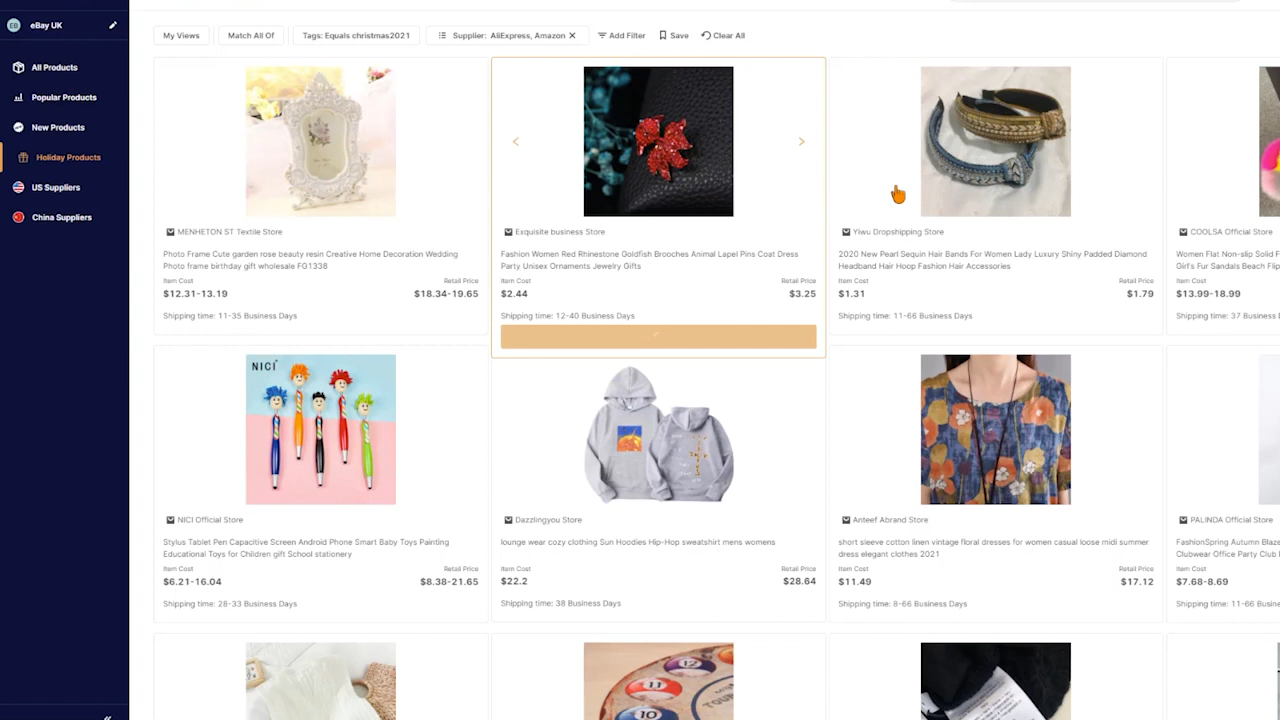 EB eBay UK
All Products
Popular Products
New Products
Holiday Products
US Suppliers
China Suppliers
My Views
Match All Of
Tags: Equals christmas2021
Supplier: AliExpress, Amazon
Add Filter
Save
Clear All
MENHETON ST Textile Store
Photo Frame Cute garden rose beauty resin Creative Home Decoration Wedding
Photo frame birthday gift wholesale FG1338
Item Cost
Retail Price
$12.31-13.19
$18.34-19.65
Shipping time: 11-35 Business Days
Exquisite business Store
Fashion Women Red Rhinestone Goldfish Brooches Animal Lapel Pins Coat Dress
Party Unisex Ornaments Jewelry Gifts
Item Cost
Retail Price
$2.44
$3.25
Shipping time: 12-40 Business Days
Yiwu Dropshipping Store
2020 New Pearl Sequin Hair Bands For Women Lady Luxury Shiny Padded Diamond
Headband Hair Hoop Fashion Hair Accessories
Item Cost
Retail Price
$1.31
$1.79
Shipping time: 11-66 Business Days
COOLSA Official Store
Women Flat Non-slip Solid F
Girl's Fur Sandals Beach Flip
Item Cost
$13.99-18.99
Shipping time: 37 Business
NICI
NICI Official Store
Stylus Tablet Pen Capacitive Screen Android Phone Smart Baby Toys Painting
Educational Toys for Children gift School stationery
Item Cost
Retail Price
$6.21-16.04
$8.38-21.65
Shipping time: 28-33 Business Days
Dazzlingyou Store
lounge wear cozy clothing Sun Hoodies Hip-Hop sweatshirt mens womens
Item Cost
Retail Price
$22.2
$28.64
Shipping time: 38 Business Days
Anteef Abrand Store
short sleeve cotton linen vintage floral dresses for women casual loose midi summer
dress elegant clothes 2021
Item Cost
Retail Price
$11.49
$17.12
Shipping time: 8-66 Business Days
PALINDA Official Store
FashionSpring Autumn Blaze
Clubwear Office Party Club
Item Cost
$7.68-8.69
Shipping time: 11-66 Busine
12
11
10
TOUR